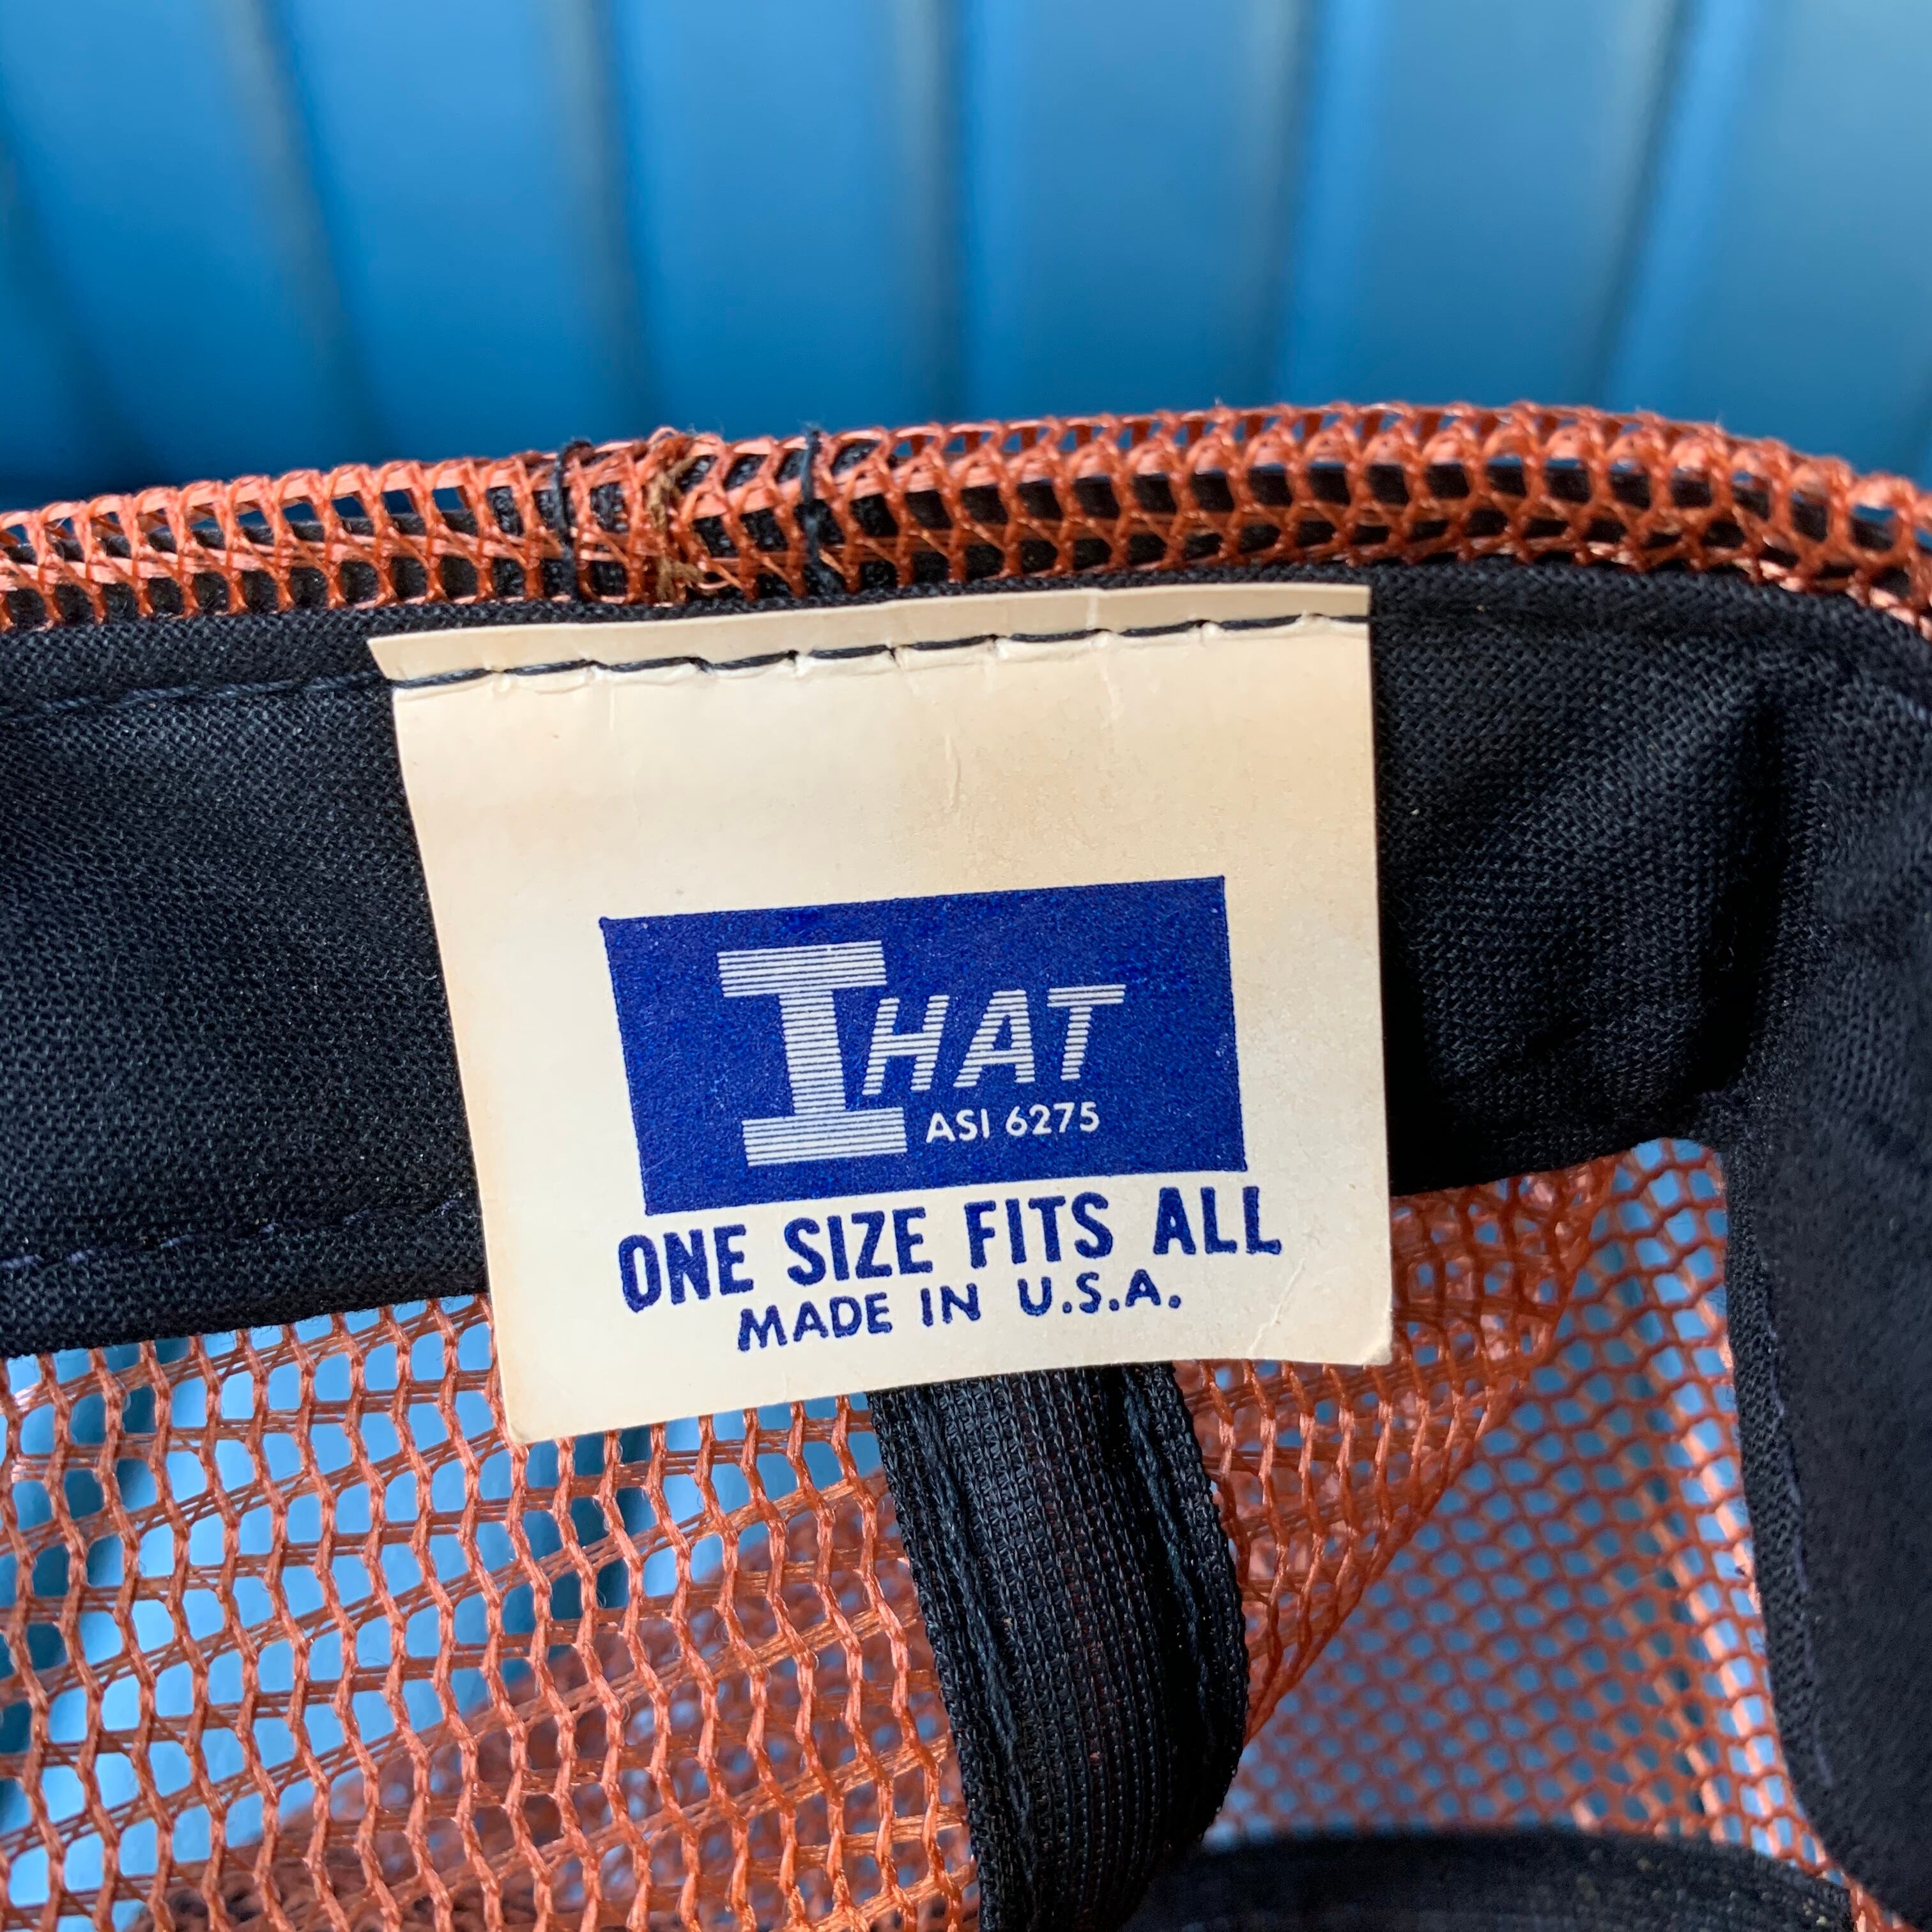 I HAT
ASI 6275
ONE SIZE FITS ALL
MADE IN U.S.A.